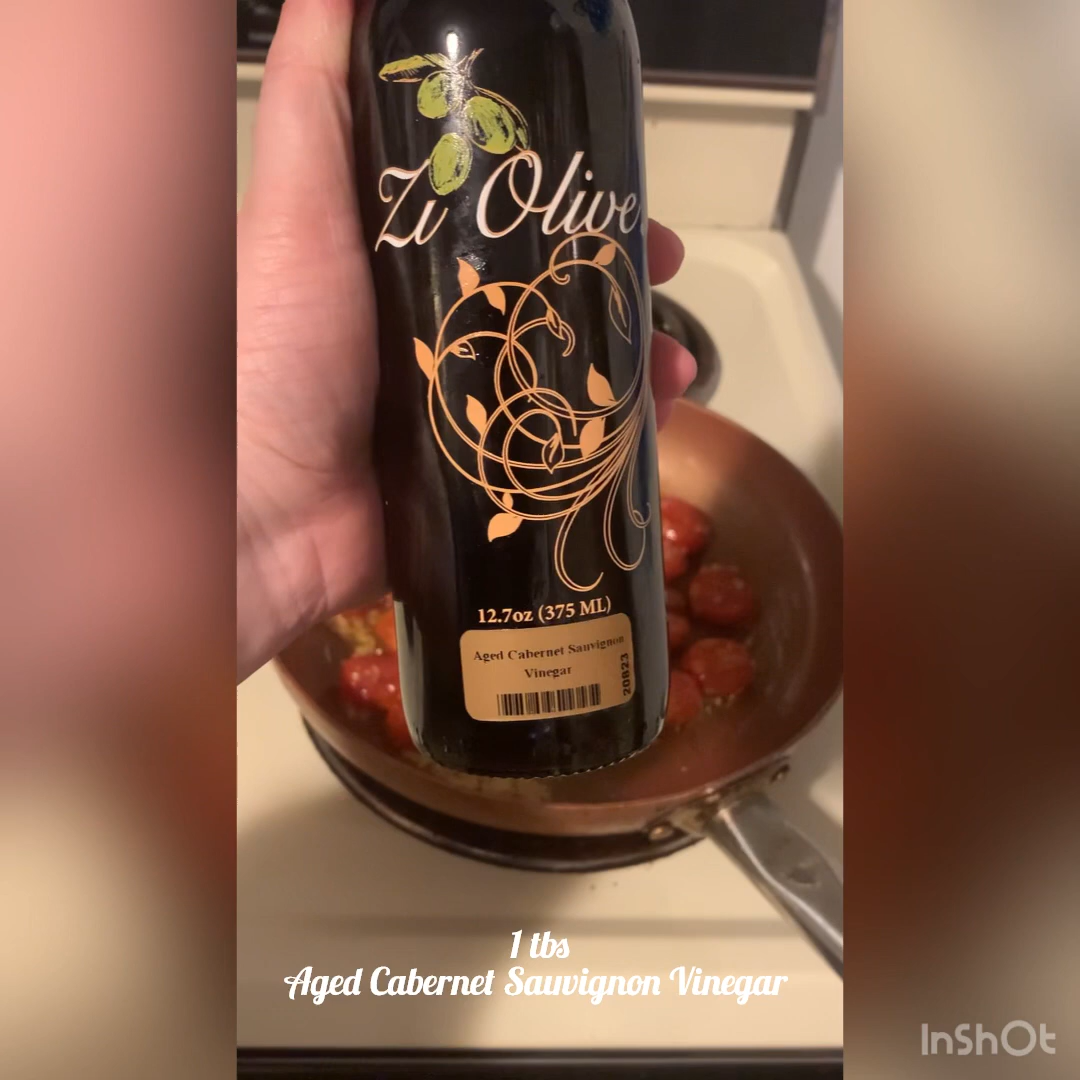 Zi Olive
12.7oz (375 ML)
Aged Cabernet Sauvignon
Vinegar
20823
1 tbs
Aged Cabernet Sauvignon Vinegar
InShOt